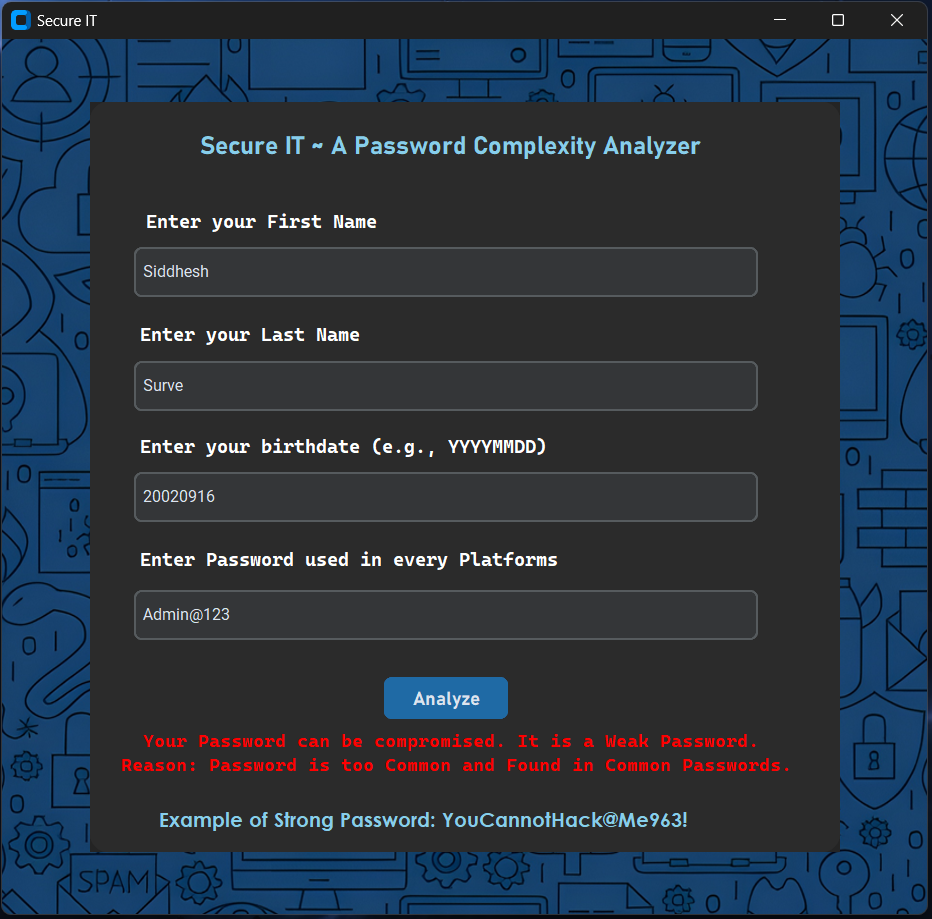 Secure IT
Secure IT ~ A Password Complexity Analyzer
Enter your First Name
Siddhesh
Enter your Last Name
Surve
Enter your birthdate (e.g., YYYYMMDD)
20020916
Enter Password used in every Platforms
Admin@123
Analyze
Your Password can be compromised. It is a Weak Password.
Reason: Password is too Common and Found in Common Passwords.
Example of Strong Password: YouCannotHack@Me963!
SPAM